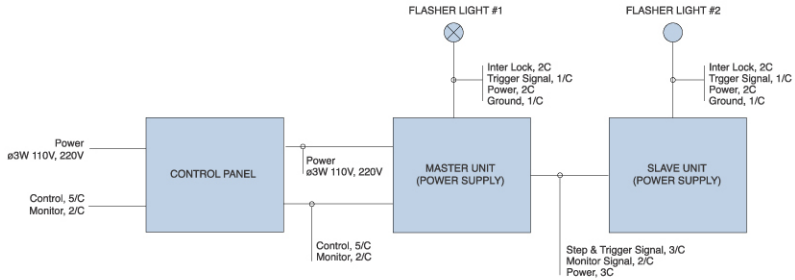 FLASHER LIGHT #1
FLASHER LIGHT #2
Inter Lock, 2C
Trigger Signal, 1/C
Power, 2C
Ground, 1/C
Inter Lock, 2C
Trigger Signal, 1/C
Power, 2C
Ground, 1/C
Power
ø3W 110V, 220V
Control, 5/C
Monitor, 2/C
CONTROL PANEL
Power
ø3W 110V, 220V
Control, 5/C
Monitor, 2/C
MASTER UNIT
(POWER SUPPLY)
SLAVE UNIT
(POWER SUPPLY)
Step & Trigger Signal, 3/C
Monitor Signal, 2/C
Power, 3C